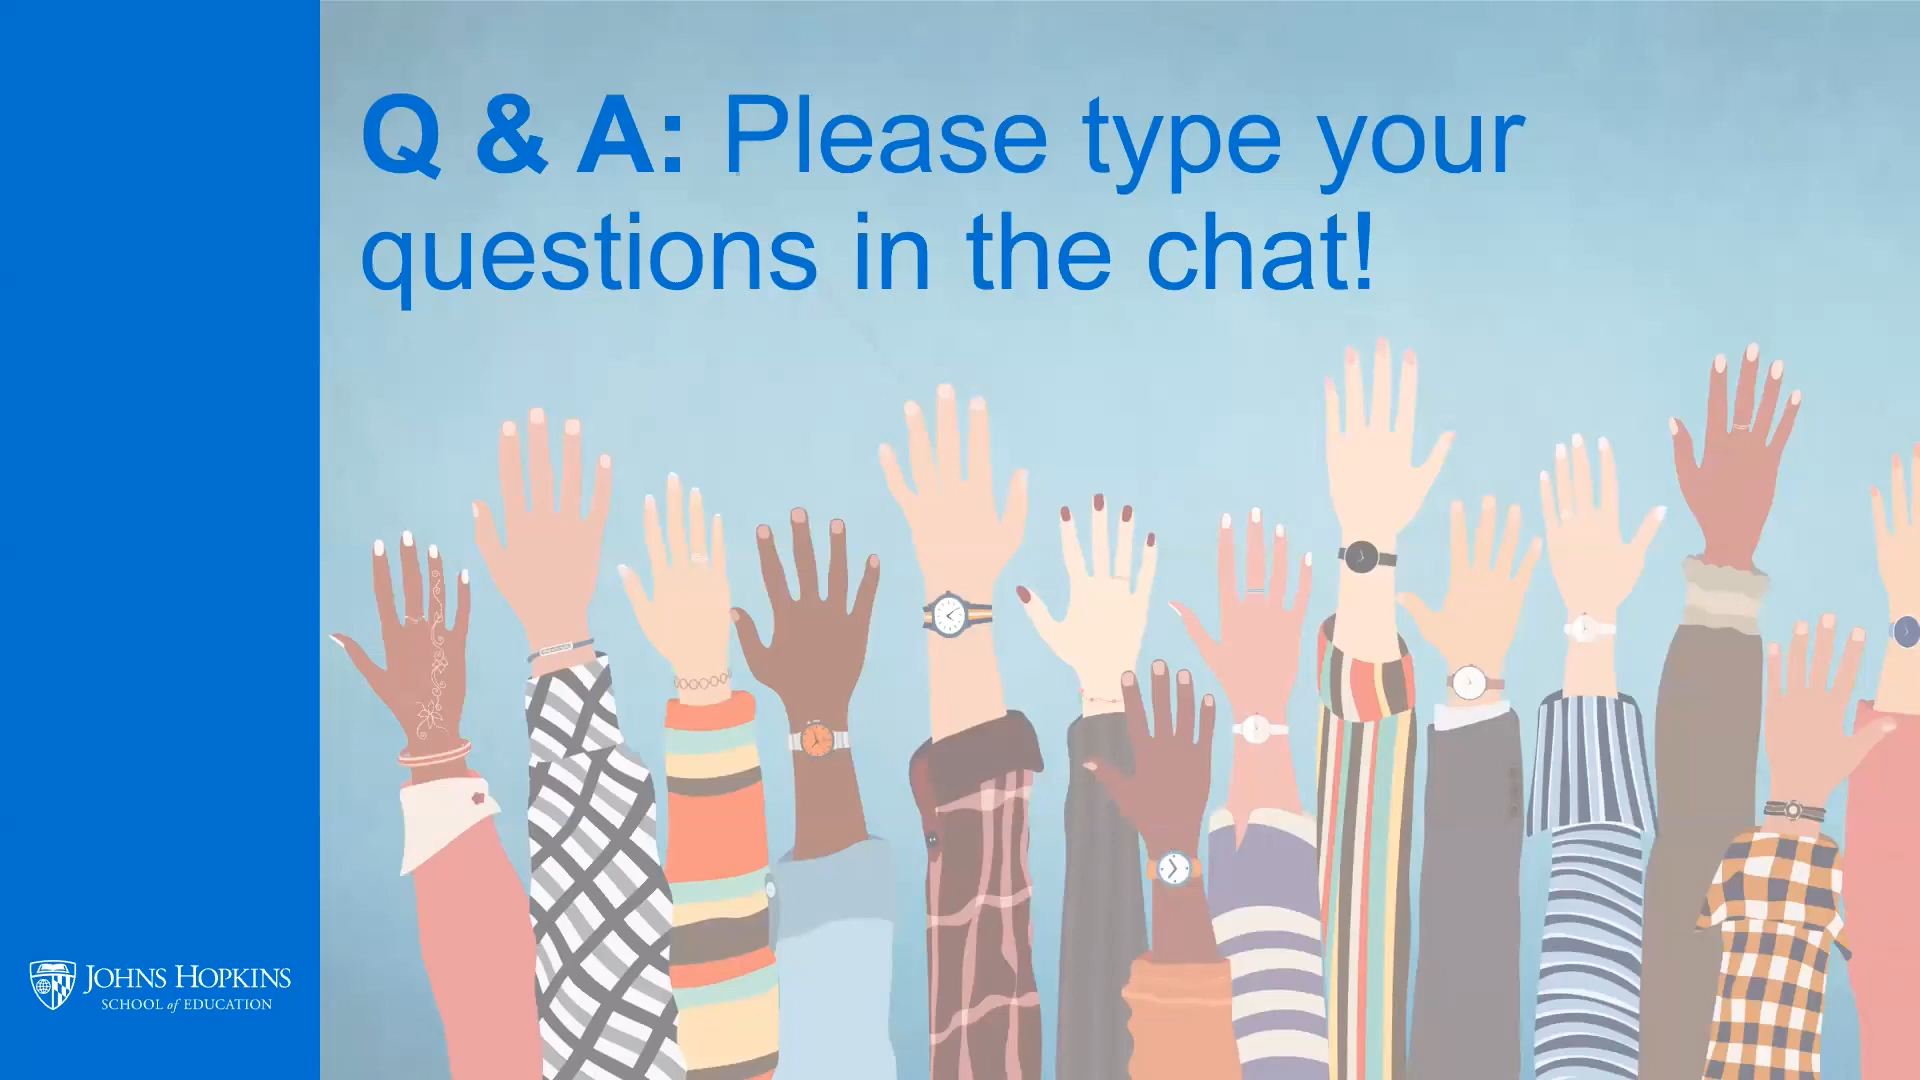 Q & A: Please type your
questions in the chat!
JOHNS HOPKINS
SCHOOL of EDUCATION